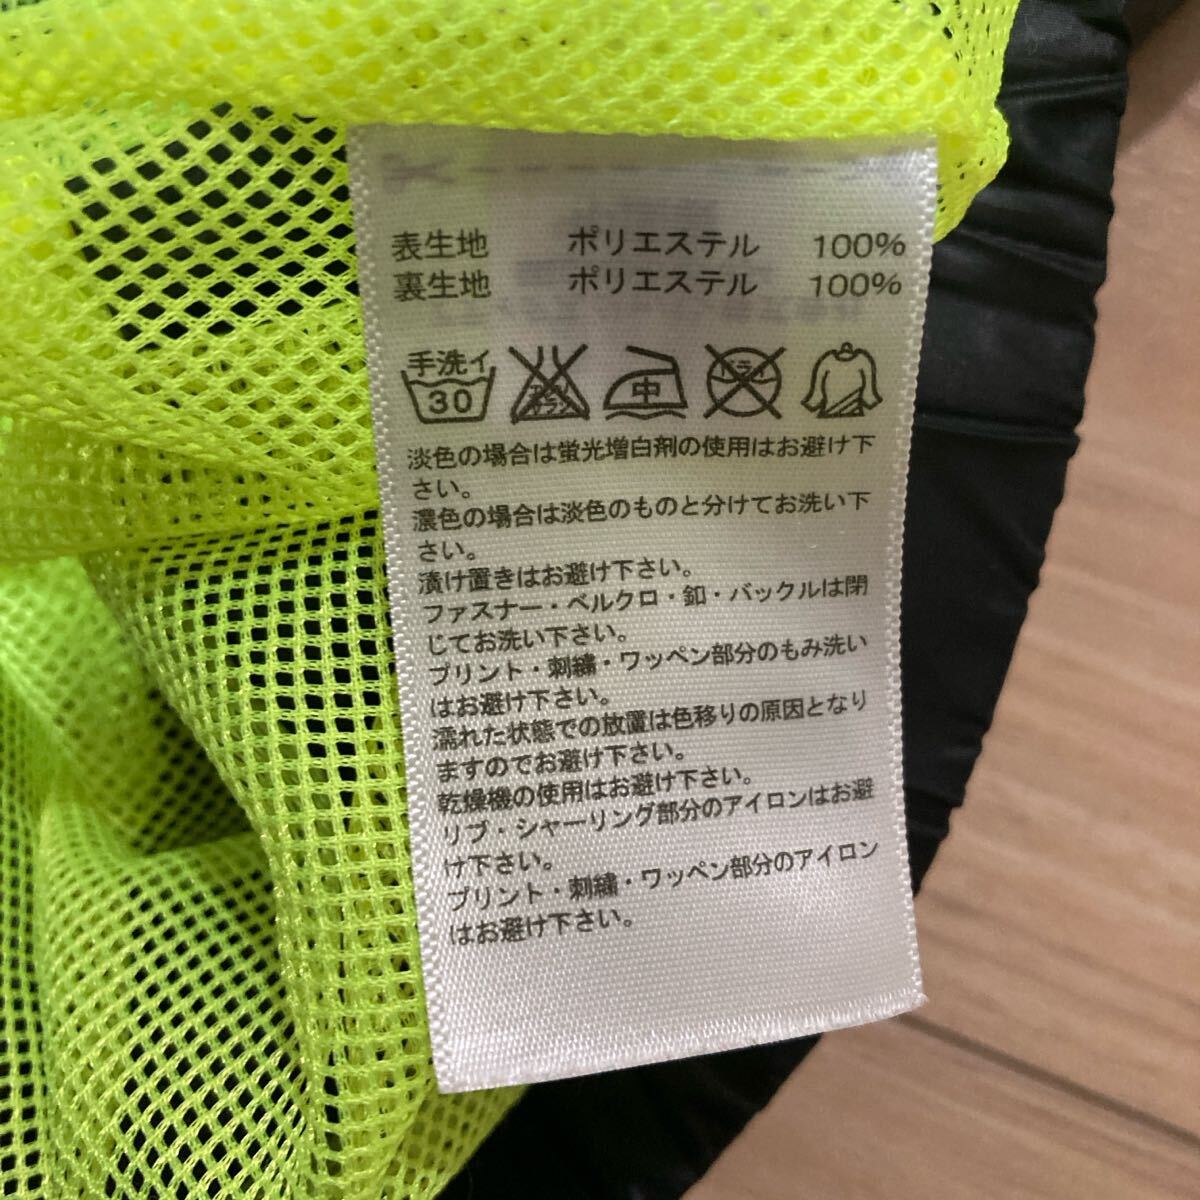 表生地 ポリエステル 100%
裏生地 ポリエステル 100%
手洗イ
30
エンソ
サラシ
中
ドライ
淡色の場合は蛍光増白剤の使用はお避け下
さい。
濃色の場合は淡色のものと分けてお洗い下
さい。
漬け置きはお避け下さい。
ファスナー・ベルクロ・釦・バックルは閉
じてお洗い下さい。
プリント・刺繍・ワッペン部分のもみ洗い
はお避け下さい。
濡れた状態での放置は色移りの原因となり
ますのでお避け下さい。
乾燥機の使用はお避け下さい。
リブ・シャーリング部分のアイロンはお避
け下さい。
プリント・刺繍・ワッペン部分のアイロン
はお避け下さい。